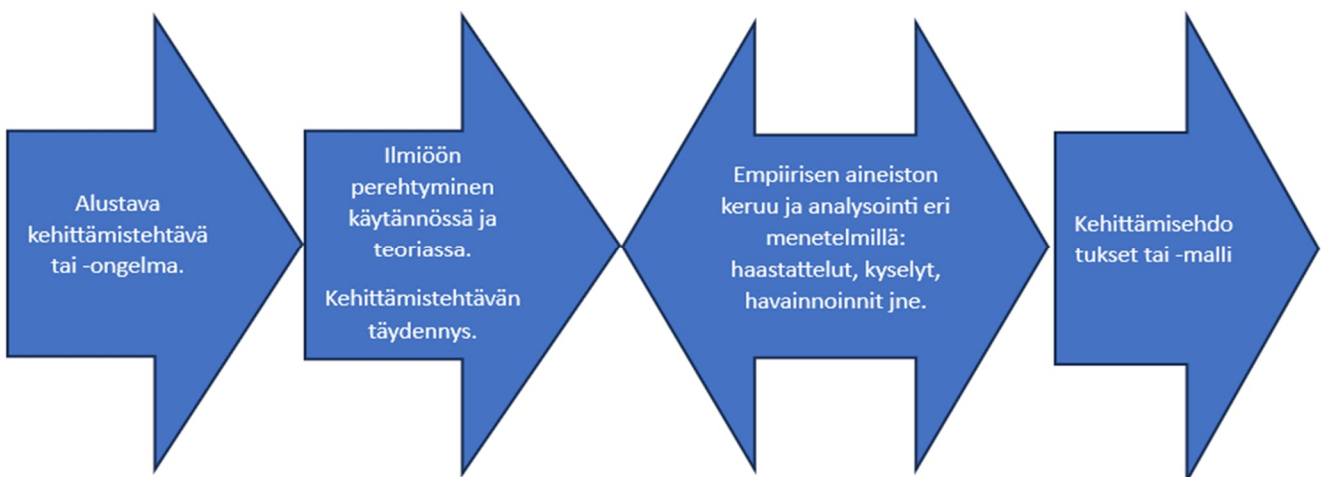 Alustava
kehittämistehtävä
tai -ongelma.
Ilmiöön
perehtyminen
käytännössä ja
teoriassa.
Kehittämistehtävän
täydennys.
Empiirisen aineiston
keruu ja analysointi eri
menetelmillä:
haastattelut, kyselyt,
havainnoinnit jne.
Kehittämisehdo
tukset tai -malli